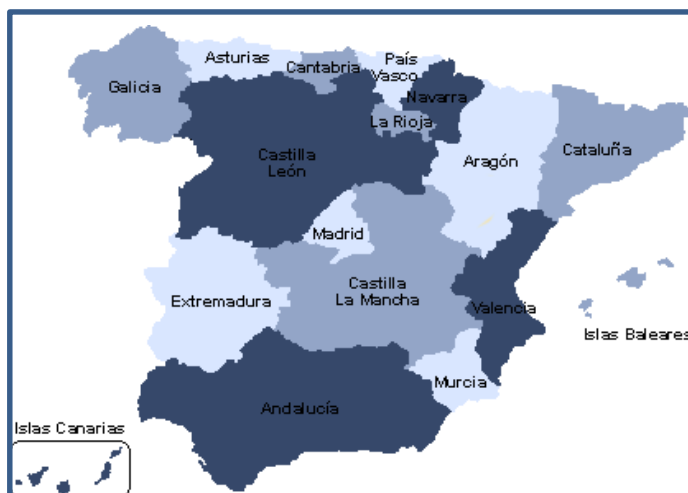 Asturias
Cantabria
País
Vasco
Galicia
Navarra
La Rioja
Castilla
León
Aragón
Cataluña
Madrid
Castilla
La Mancha
Extremadura
Valencia
Islas Baleares
Murcia
Andalucía
Islas Canarias